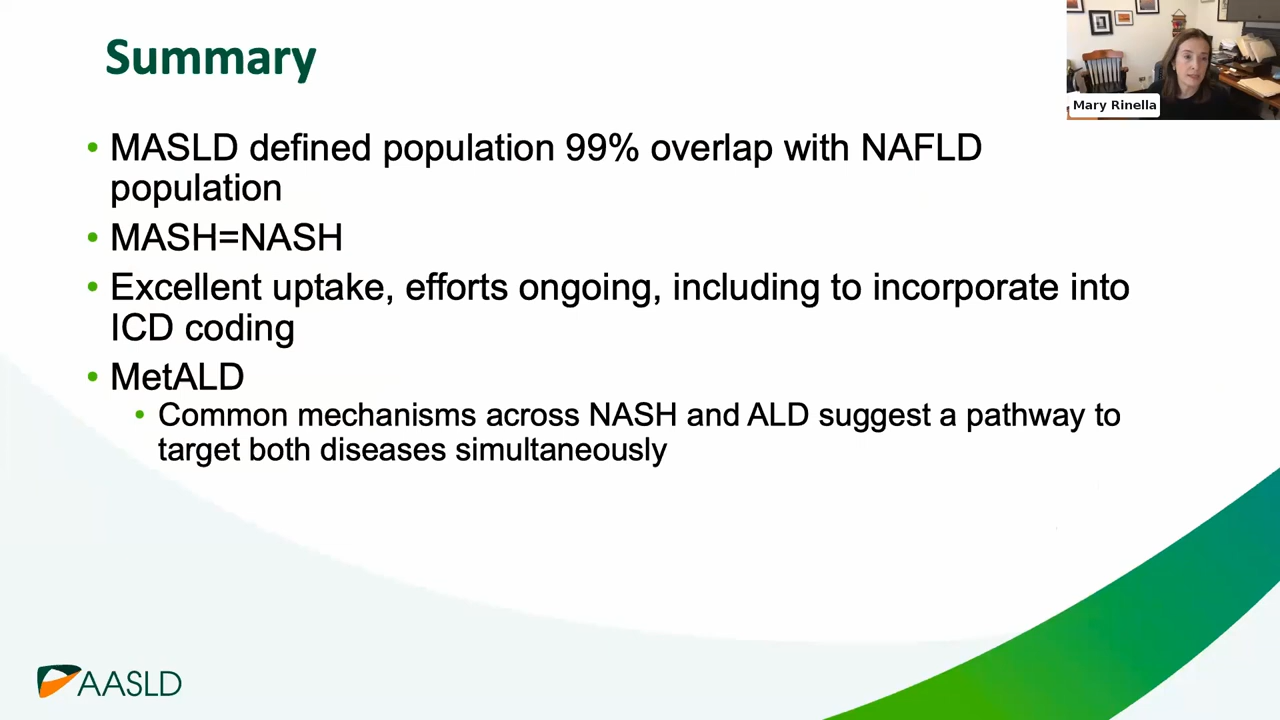 Summary
Mary Rinella
• MASLD defined population 99% overlap with NAFLD
population
• MASH=NASH
• Excellent uptake, efforts ongoing, including to incorporate into
ICD coding
• MetALD
• Common mechanisms across NASH and ALD suggest a pathway to
target both diseases simultaneously
AASLD